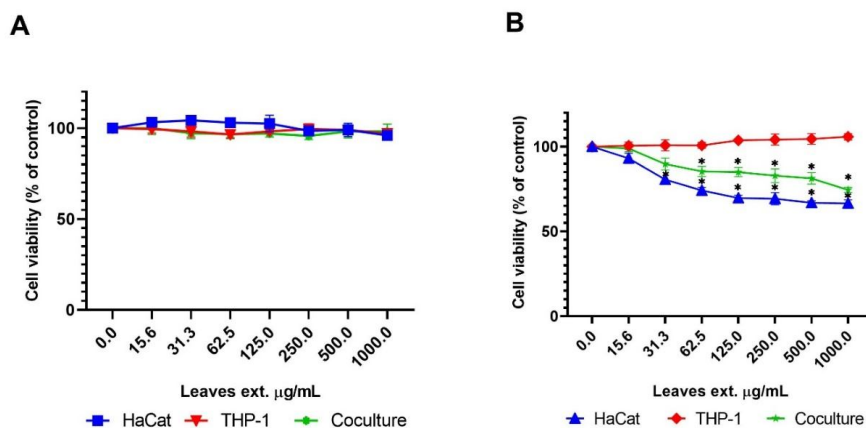 A
Cell viability (% of control)
100
50
0
0.0 15.6 31.3 62.5 125.0 250.0 500.0 1000.0
Leaves ext. μg/mL
HaCat THP-1 Coculture
B
Cell viability (% of control)
100
50
0
* * * * *
* * * * * *
0.0 15.6 31.3 62.5 125.0 250.0 500.0 1000.0
Leaves ext. μg/mL
HaCat THP-1 Coculture